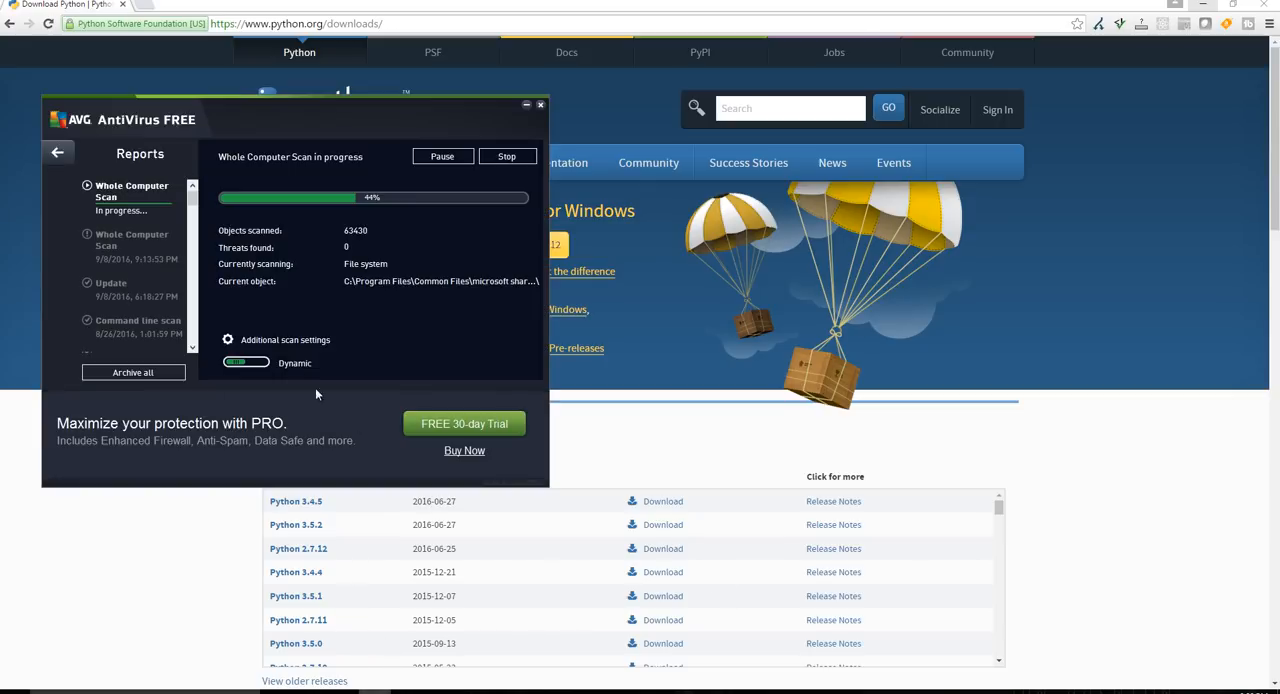 Download Python | Pytho
Python Software Foundation [US]
https://www.python.org/downloads/
Python
PSF
Docs
PyPI
Jobs
Community
Search
GO
Socialize
Sign In
entation
Community
Success Stories
News
Events
or Windows
12
t the difference
Windows,
Pre-releases
AVG. AntiVirus FREE
Reports
Whole Computer
Scan
In progress...
Whole Computer
Scan
9/8/2016, 9:13:53 PM
Update
9/8/2016, 6:18:27 PM
Command line scan
8/26/2016, 1:01:59 PM
Archive all
Whole Computer Scan in progress
Pause
Stop
44%
Objects scanned: 63430
Threats found: 0
Currently scanning: File system
Current object: C:\Program Files\Common Files\microsoft shar...\
Additional scan settings
Dynamic
Maximize your protection with PRO.
Includes Enhanced Firewall, Anti-Spam, Data Safe and more.
FREE 30-day Trial
Buy Now
Click for more
Python 3.4.5 2016-06-27 Download Release Notes
Python 3.5.2 2016-06-27 Download Release Notes
Python 2.7.12 2016-06-25 Download Release Notes
Python 3.4.4 2015-12-21 Download Release Notes
Python 3.5.1 2015-12-07 Download Release Notes
Python 2.7.11 2015-12-05 Download Release Notes
Python 3.5.0 2015-09-13 Download Release Notes
View older releases